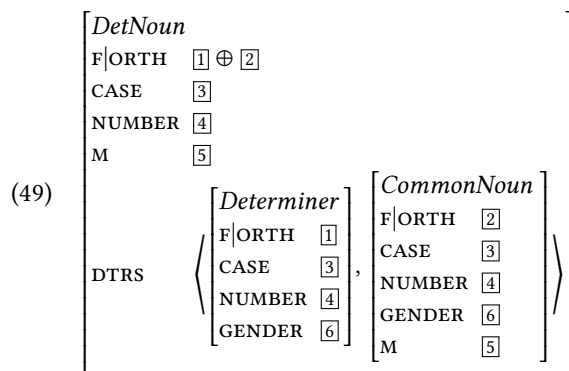 DetNoun
F|ORTH 1 ⊕ 2
CASE 3
NUMBER 4
M 5
(49)
DTRS ⟨ [Determiner
F|ORTH 1
CASE 3
NUMBER 4
GENDER 6] , [CommonNoun
F|ORTH 2
CASE 3
NUMBER 4
GENDER 6
M 5] ⟩